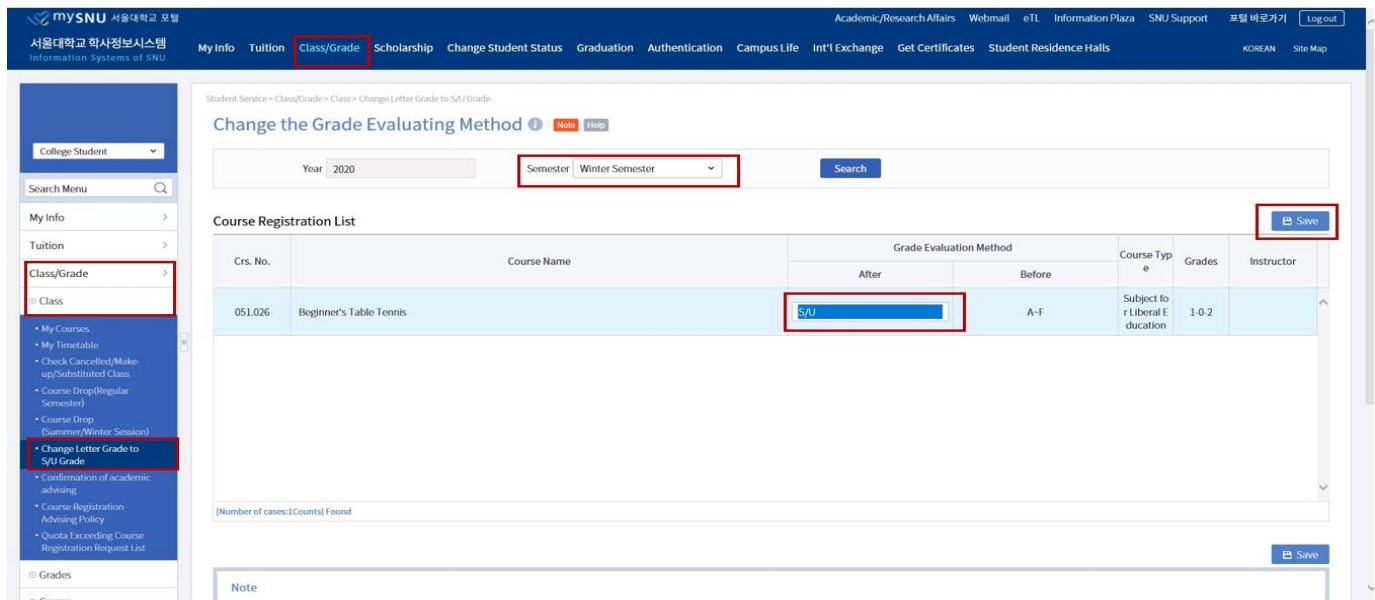 mySNU 서울대학교 포털
Academic/Research Affairs Webmail eTL Information Plaza SNU Support 포털 바로가기 Logout
서울대학교 학사정보시스템
Information Systems of SNU
My Info Tuition Class/Grade Scholarship Change Student Status Graduation Authentication Campus Life Int'l Exchange Get Certificates Student Residence Halls
KOREAN Site Map
College Student
Search Menu
My Info
Tuition
Class/Grade
Class
• My Courses
• My Timetable
• Check Cancelled/Make-
up/Substituted Class
• Course Drop(Regular
Semester)
• Course Drop
(Summer/Winter Session)
• Change Letter Grade to
S/U Grade
• Confirmation of academic
advising
• Course Registration
Advising Policy
• Quota Exceeding Course
Registration Request List
Grades
Student Service > Class/Grade > Class > Change Letter Grade to S/U Grade
Change the Grade Evaluating Method Note Help
Year 2020 Semester Winter Semester Search
Course Registration List Save
Crs. No. Course Name Grade Evaluation Method Course Typ
e Grades Instructor
After Before
051.026 Beginner's Table Tennis S/U A~F Subject fo
r Liberal E
ducation 1-0-2
[Number of cases:1Counts] Found
Save
Note